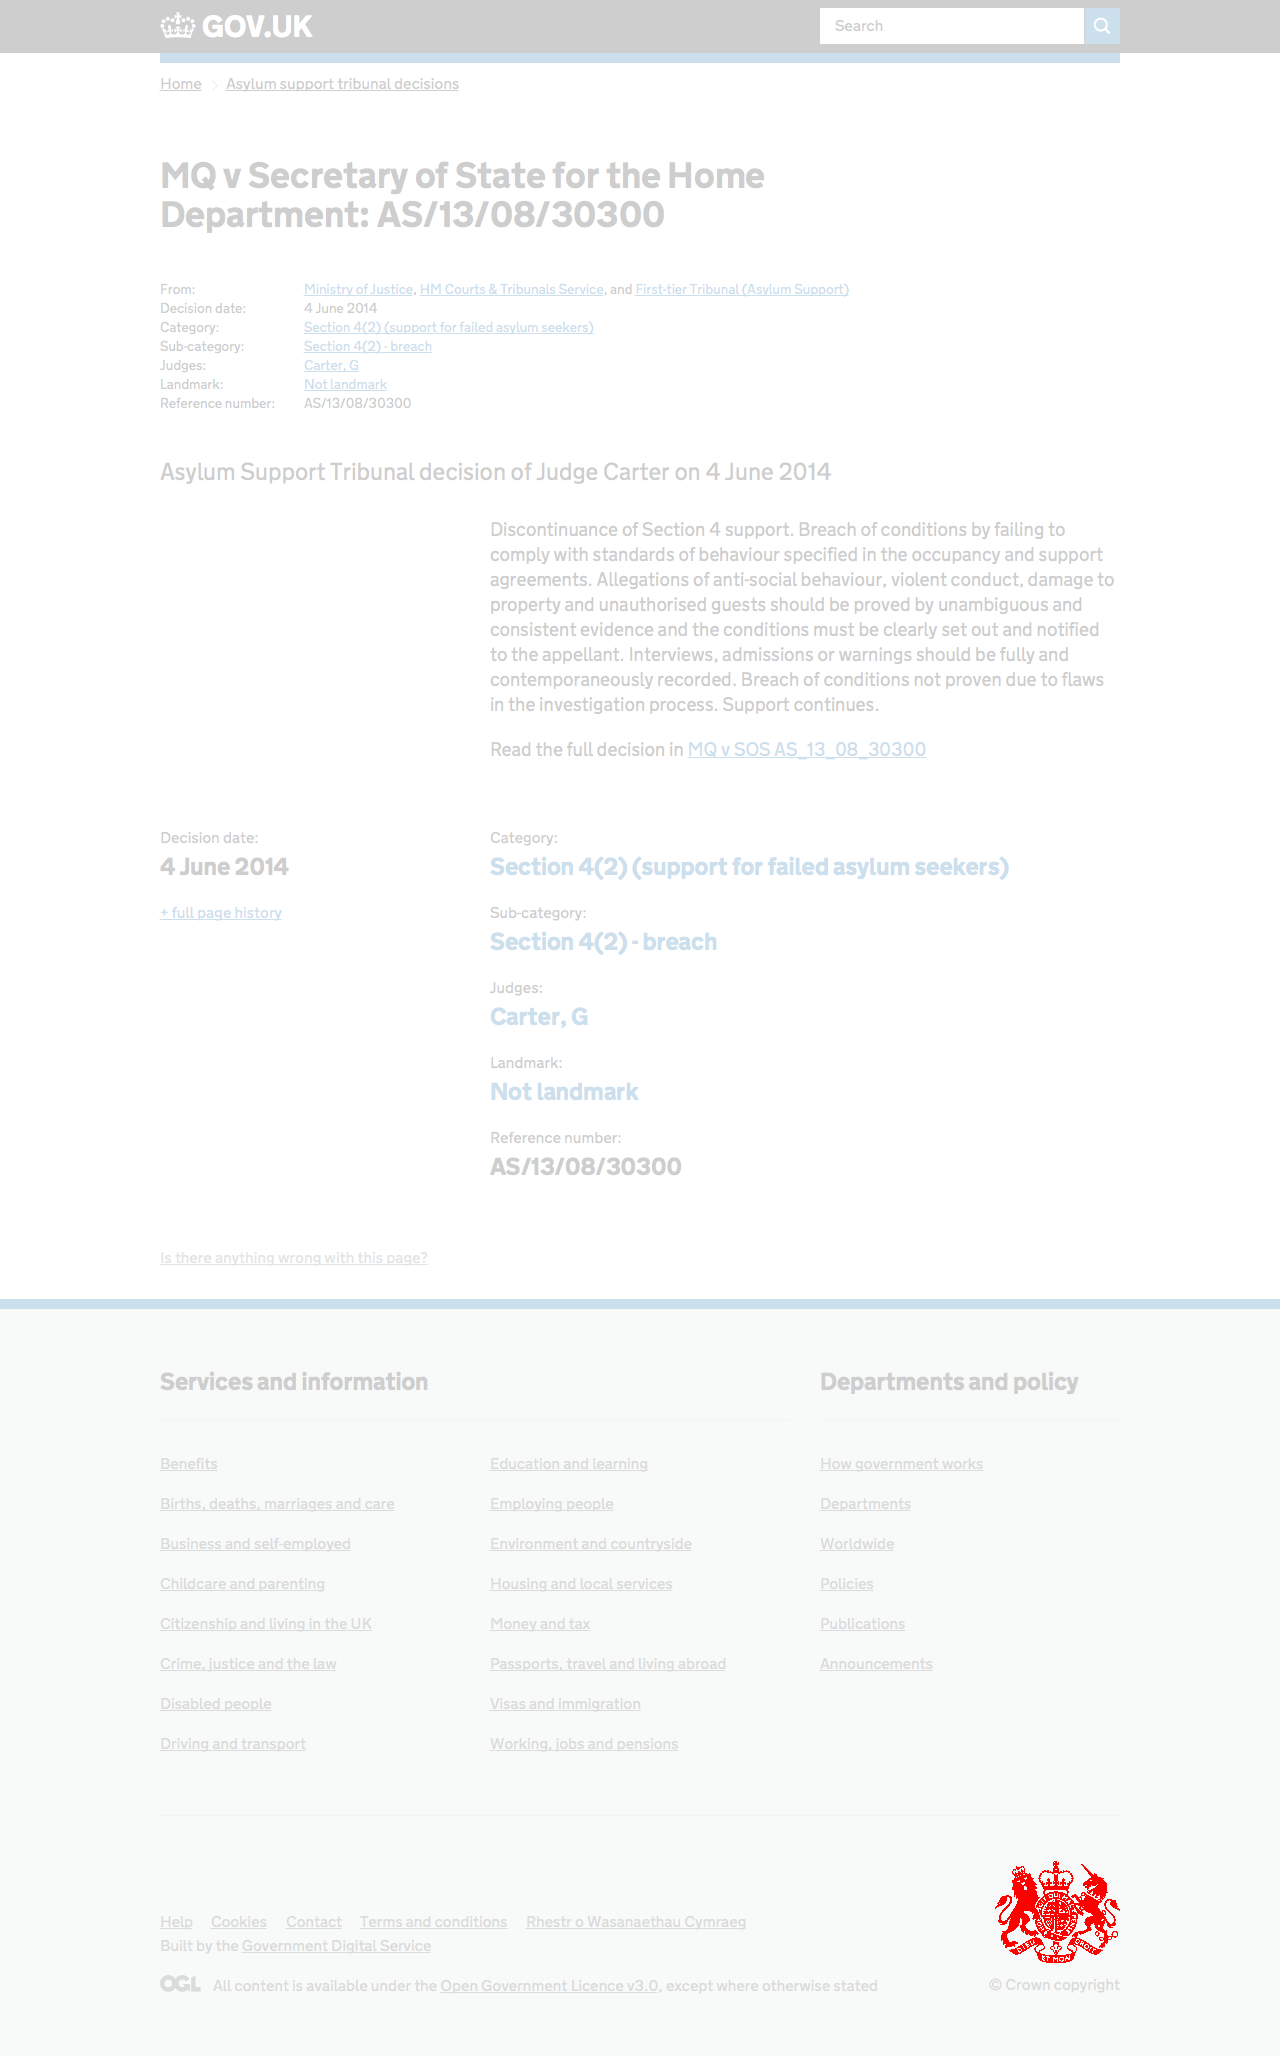 GOV.UK
Search
Home Asylum support tribunal decisions
MQ v Secretary of State for the Home
Department: AS/13/08/30300
From: Ministry of Justice, HM Courts & Tribunals Service, and First-tier Tribunal (Asylum Support)
Decision date: 4 June 2014
Category: Section 4(2) (support for failed asylum seekers)
Sub-category: Section 4(2) - breach
Judges: Carter, G
Landmark: Not landmark
Reference number: AS/13/08/30300
Asylum Support Tribunal decision of Judge Carter on 4 June 2014
Discontinuance of Section 4 support. Breach of conditions by failing to
comply with standards of behaviour specified in the occupancy and support
agreements. Allegations of anti-social behaviour, violent conduct, damage to
property and unauthorised guests should be proved by unambiguous and
consistent evidence and the conditions must be clearly set out and notified
to the appellant. Interviews, admissions or warnings should be fully and
contemporaneously recorded. Breach of conditions not proven due to flaws
in the investigation process. Support continues.
Read the full decision in MQ v SOS AS_13_08_30300
Decision date:
4 June 2014
+ full page history
Category:
Section 4(2) (support for failed asylum seekers)
Sub-category:
Section 4(2) - breach
Judges:
Carter, G
Landmark:
Not landmark
Reference number:
AS/13/08/30300
Is there anything wrong with this page?
Services and information
Benefits
Births, deaths, marriages and care
Business and self-employed
Childcare and parenting
Citizenship and living in the UK
Crime, justice and the law
Disabled people
Driving and transport
Education and learning
Employing people
Environment and countryside
Housing and local services
Money and tax
Passports, travel and living abroad
Visas and immigration
Working, jobs and pensions
Departments and policy
How government works
Departments
Worldwide
Policies
Publications
Announcements
Help Cookies Contact Terms and conditions Rhestr o Wasanaethau Cymraeg
Built by the Government Digital Service
OGL All content is available under the Open Government Licence v3.0, except where otherwise stated
© Crown copyright